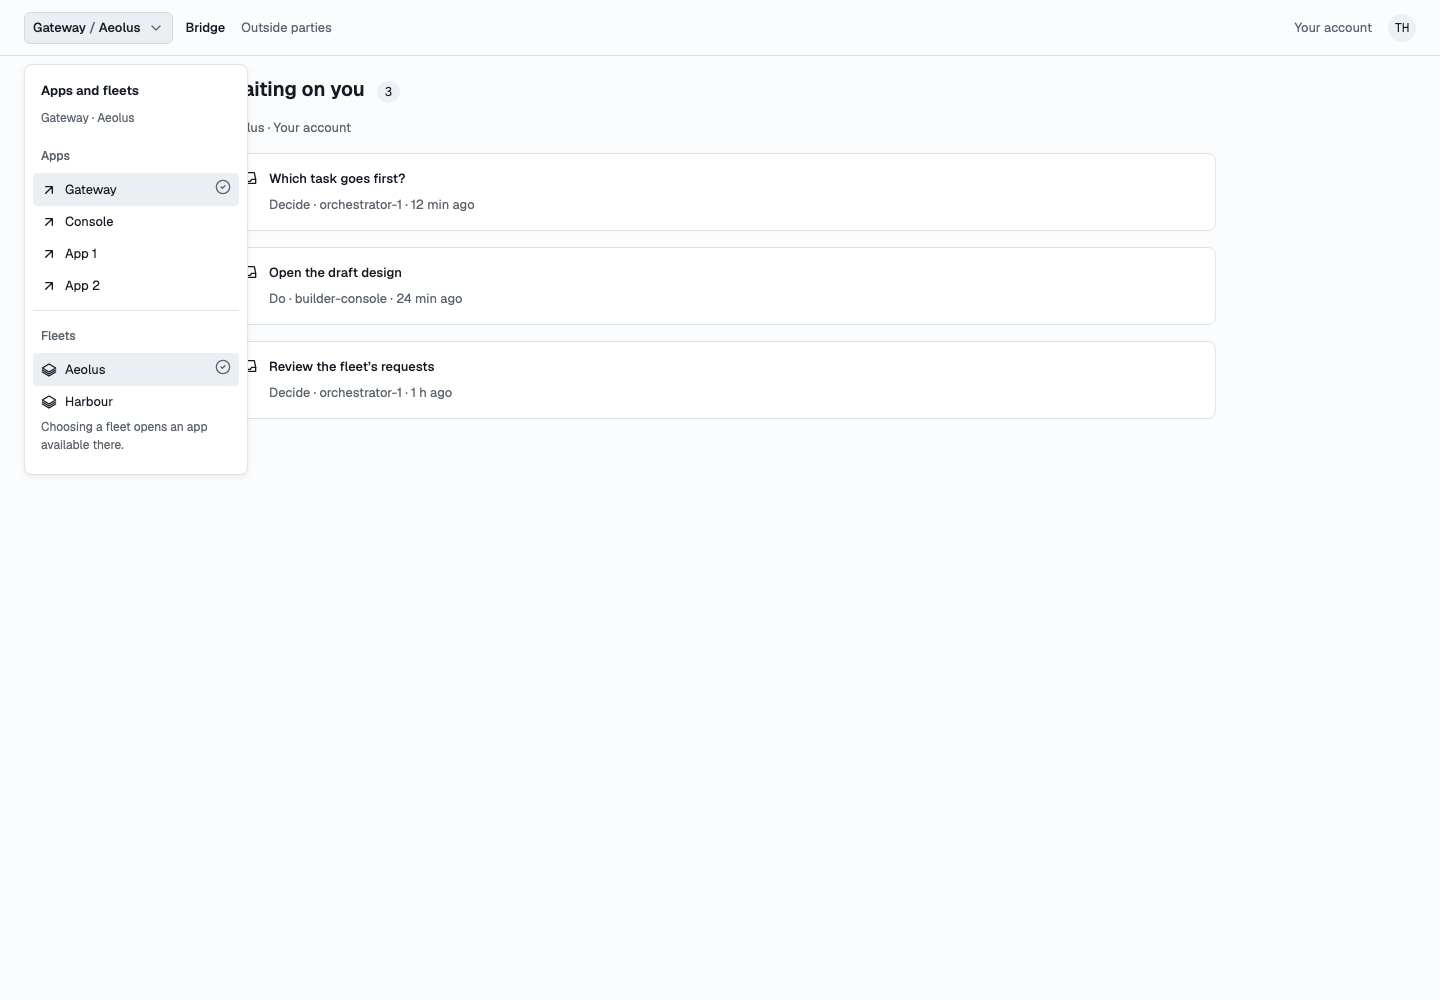 Gateway / Aeolus
Bridge
Outside parties
Your account
TH
Apps and fleets
Gateway · Aeolus
Apps
Gateway
Console
App 1
App 2
Fleets
Aeolus
Harbour
Choosing a fleet opens an app
available there.
aiting on you
3
lus · Your account
Which task goes first?
Decide · orchestrator-1 · 12 min ago
Open the draft design
Do · builder-console · 24 min ago
Review the fleet's requests
Decide · orchestrator-1 · 1 h ago